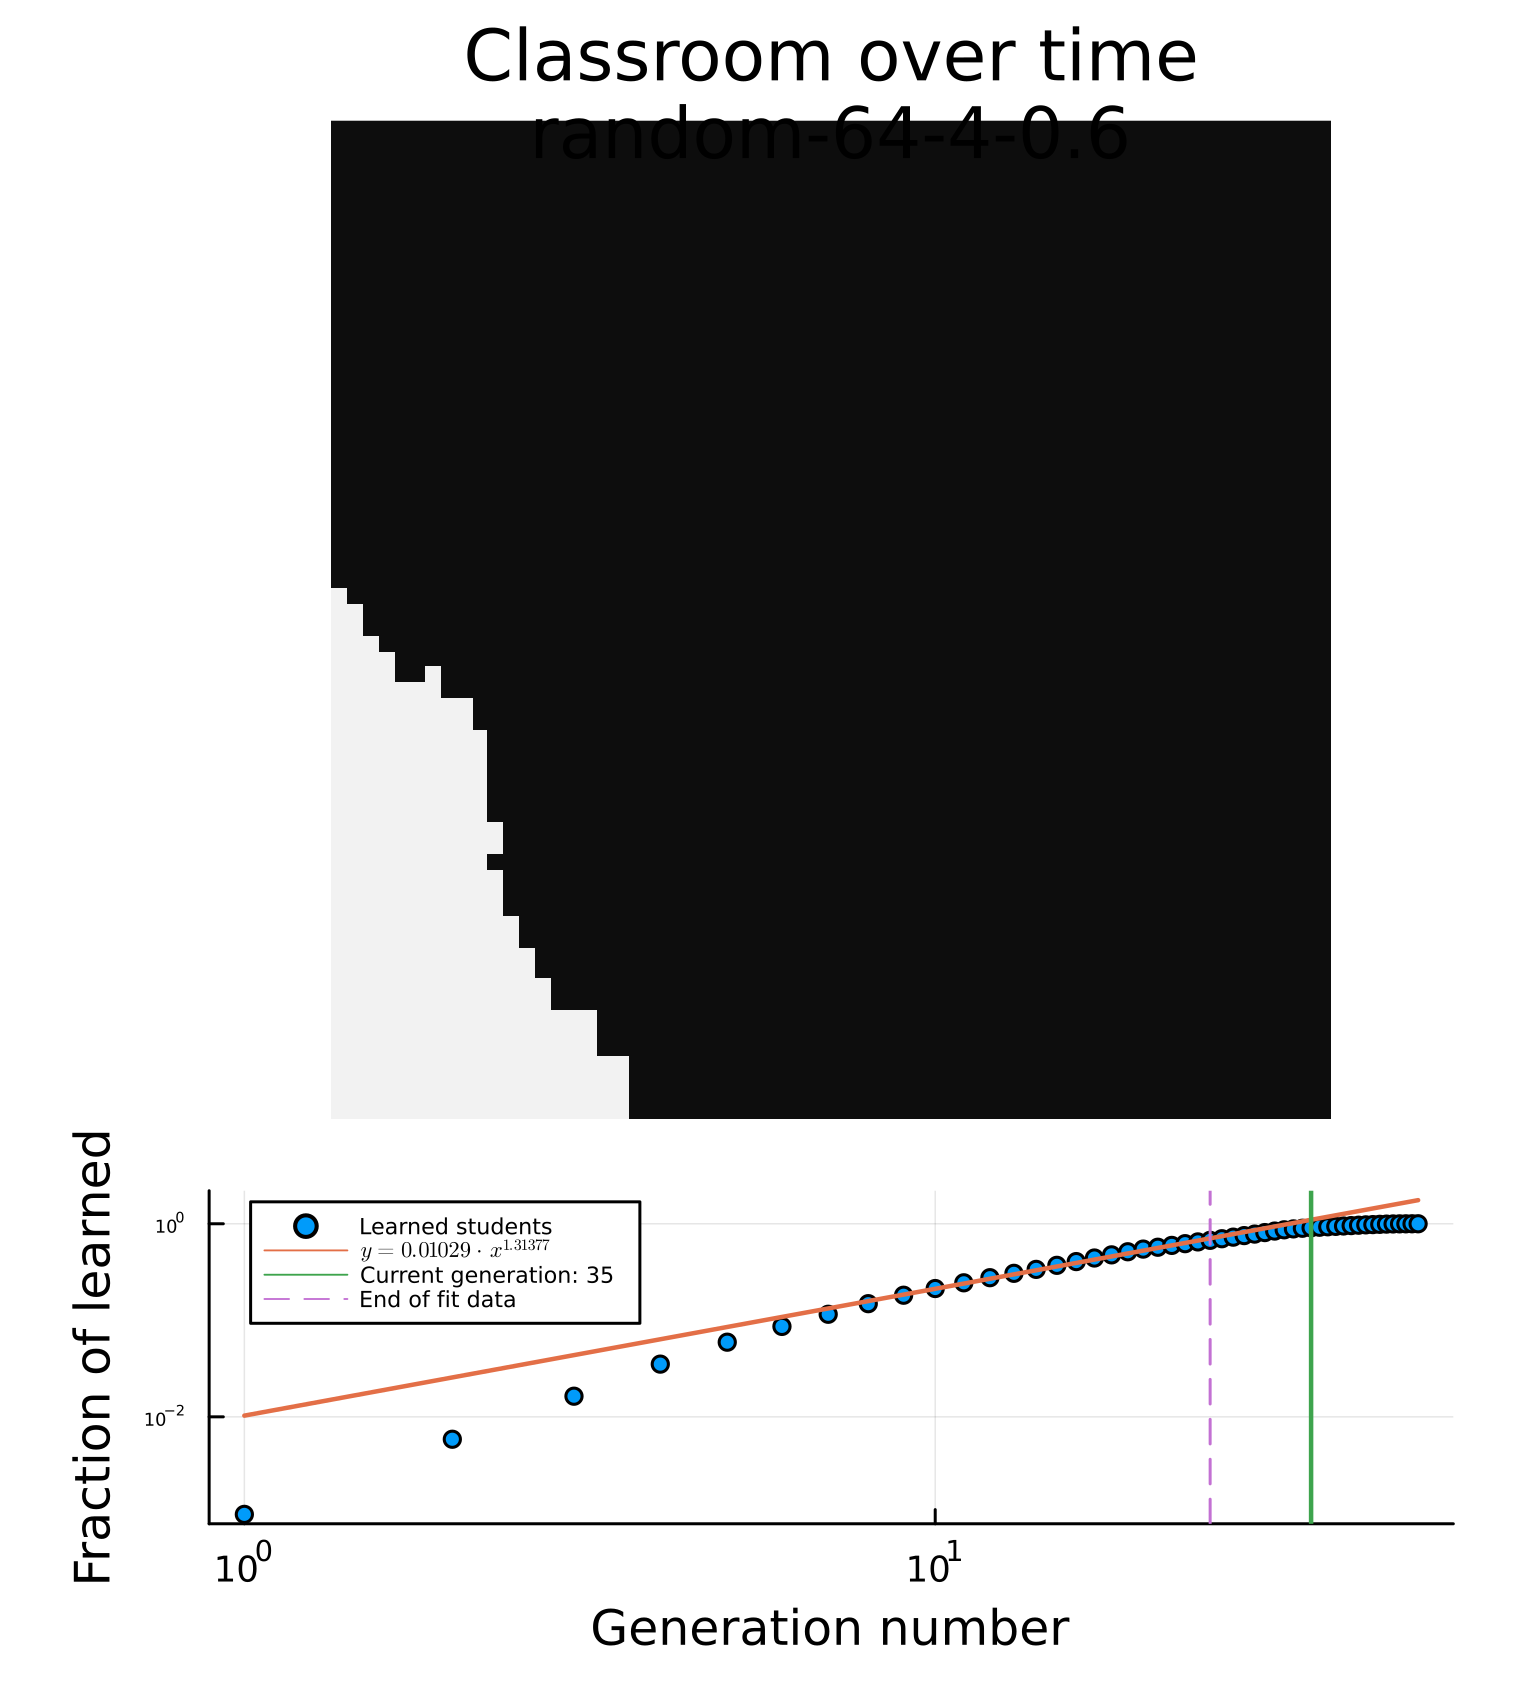 Classroom over time
random-64-4-0.6
Fraction of learned
10⁰
10⁻²
Learned students
y = 0.01029 · x^1.31377
Current generation: 35
End of fit data
10⁰
10¹
Generation number